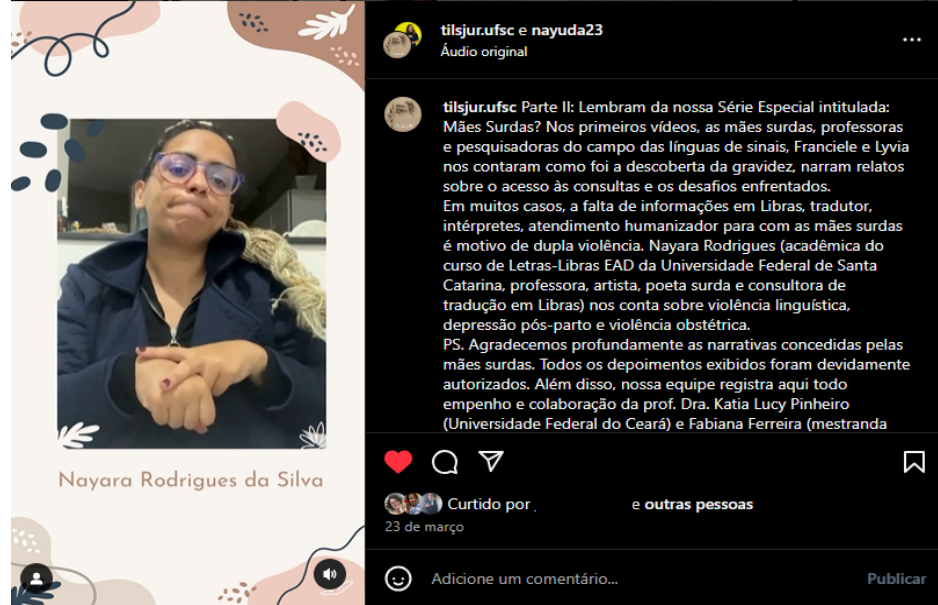 Nayara Rodrigues da Silva
tilsjur.ufsc e nayuda23
Áudio original
tilsjur.ufsc Parte II: Lembram da nossa Série Especial intitulada:
Mães Surdas? Nos primeiros vídeos, as mães surdas, professoras
e pesquisadoras do campo das línguas de sinais, Franciele e Lyvia
nos contaram como foi a descoberta da gravidez, narram relatos
sobre o acesso às consultas e os desafios enfrentados.
Em muitos casos, a falta de informações em Libras, tradutor,
intérpretes, atendimento humanizador para com as mães surdas
é motivo de dupla violência. Nayara Rodrigues (acadêmica do
curso de Letras-Libras EAD da Universidade Federal de Santa
Catarina, professora, artista, poeta surda e consultora de
tradução em Libras) nos conta sobre violência linguística,
depressão pós-parto e violência obstétrica.
PS. Agradecemos profundamente as narrativas concedidas pelas
mães surdas. Todos os depoimentos exibidos foram devidamente
autorizados. Além disso, nossa equipe registra aqui todo
empenho e colaboração da prof. Dra. Katia Lucy Pinheiro
(Universidade Federal do Ceará) e Fabiana Ferreira (mestranda
Curtido por e outras pessoas
23 de março
Adicione um comentário...
Publicar